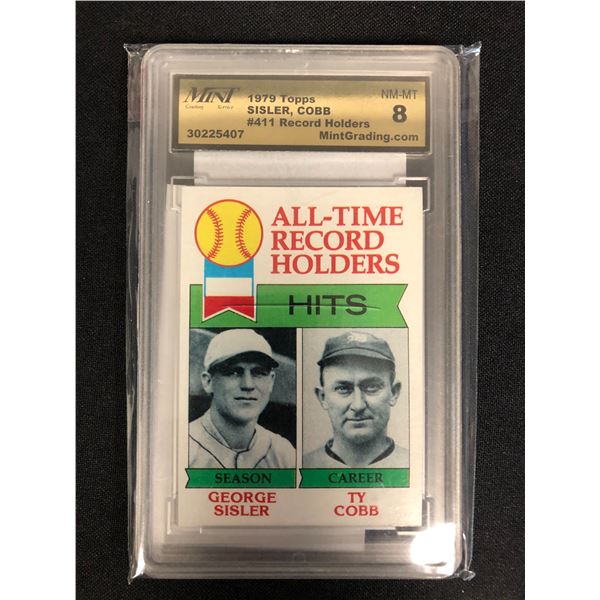 MINT
Grading Service
30225407
1979 Topps
SISLER, COBB
#411 Record Holders
NM-MT
8
MintGrading.com
ALL-TIME
RECORD
HOLDERS
HITS
SEASON
GEORGE
SISLER
CAREER
TY
COBB